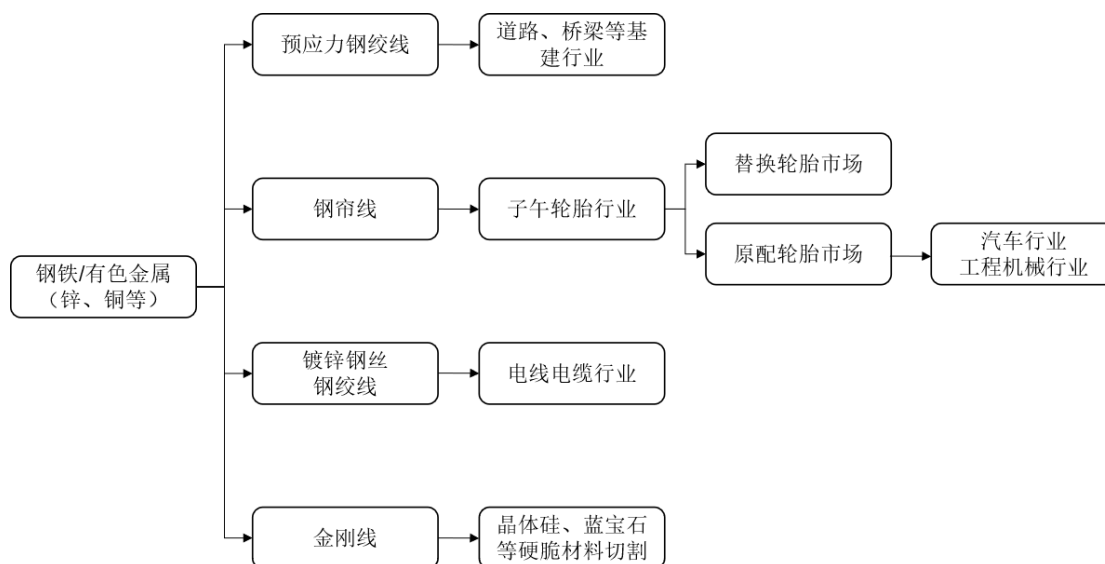 预应力钢绞线
道路、桥梁等基
建行业
替换轮胎市场
钢帘线
子午轮胎行业
原配轮胎市场
汽车行业
工程机械行业
钢铁/有色金属
（锌、铜等）
镀锌钢丝
钢绞线
电线电缆行业
金刚线
晶体硅、蓝宝石
等硬脆材料切割